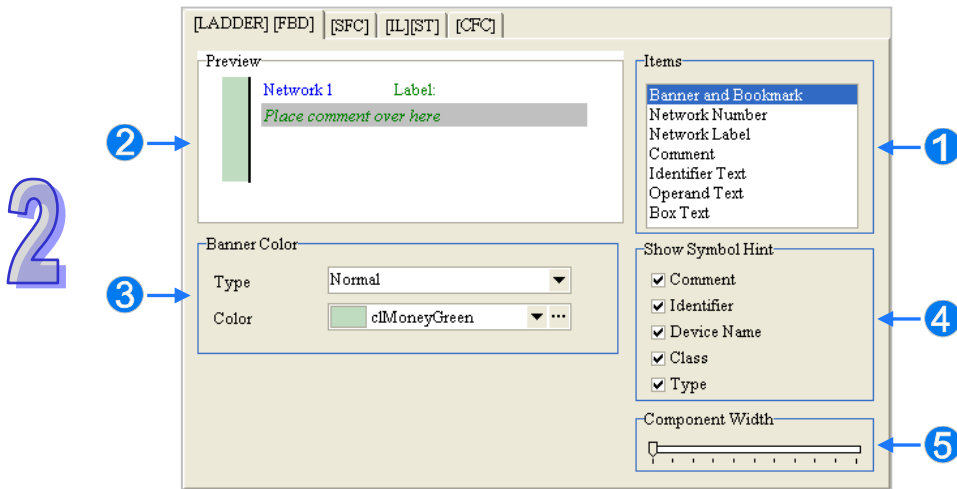 [LADDER] [FBD] [SFC] [IL][ST] [CFC]
Preview
Network 1 Label:
Place comment over here
2
Items
Banner and Bookmark
Network Number
Network Label
Comment
Identifier Text
Operand Text
Box Text
1
2
Banner Color
Type Normal
Color clMoneyGreen ...
3
Show Symbol Hint
Comment
Identifier
Device Name
Class
Type
4
Component Width
5